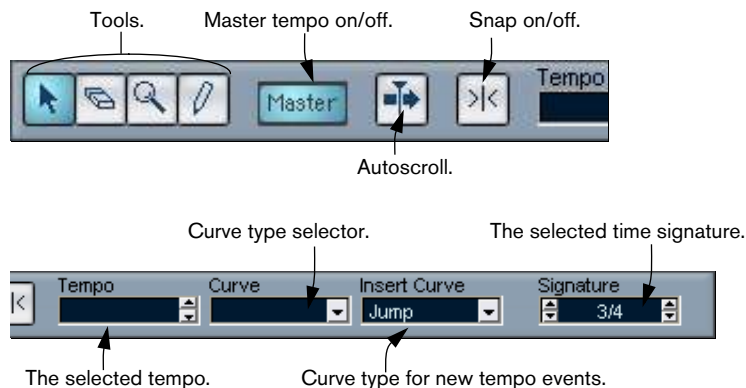 Tools. Master tempo on/off. Snap on/off.
Master Tempo
Autoscroll.
Curve type selector. The selected time signature.
Tempo Curve Insert Curve Signature
Jump 3/4
The selected tempo. Curve type for new tempo events.